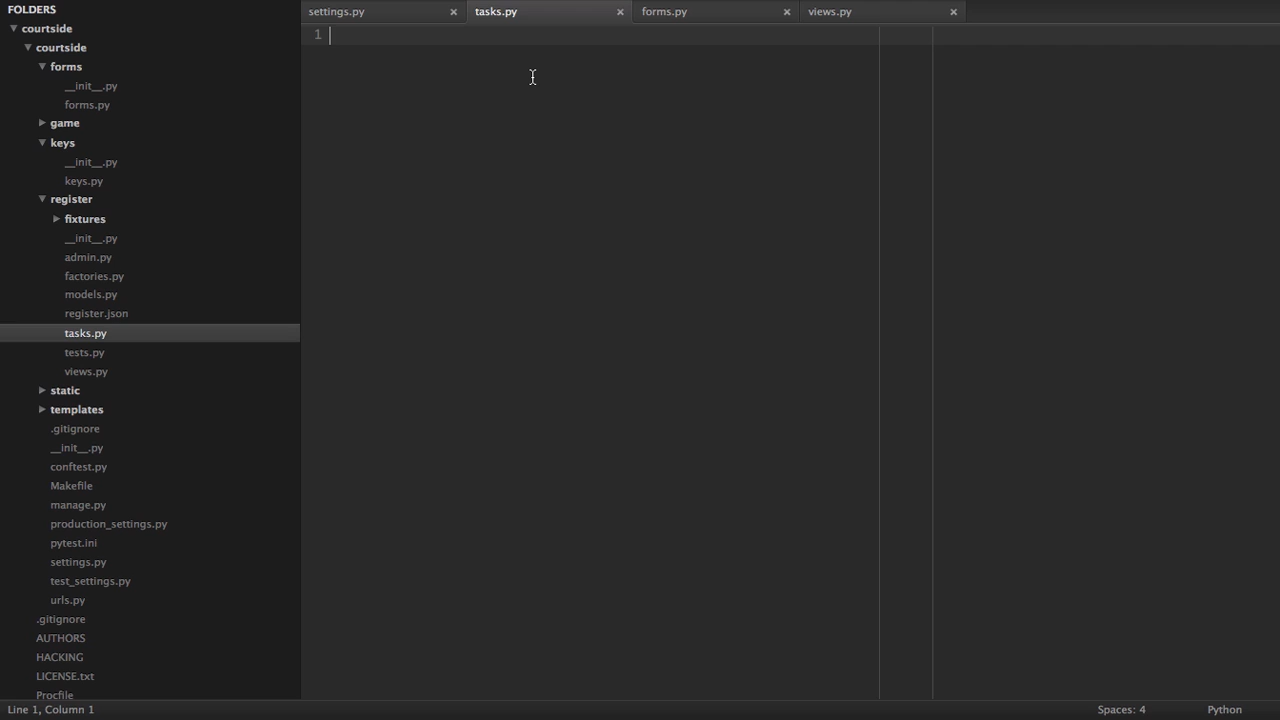 FOLDERS
courtside
courtside
forms
__init__.py
forms.py
game
keys
__init__.py
keys.py
register
fixtures
__init__.py
admin.py
factories.py
models.py
register.json
tasks.py
tests.py
views.py
static
templates
.gitignore
__init__.py
conftest.py
Makefile
manage.py
production_settings.py
pytest.ini
settings.py
test_settings.py
urls.py
.gitignore
AUTHORS
HACKING
LICENSE.txt
Procfile
settings.py × tasks.py × forms.py × views.py ×
1
Line 1, Column 1 Spaces: 4 Python